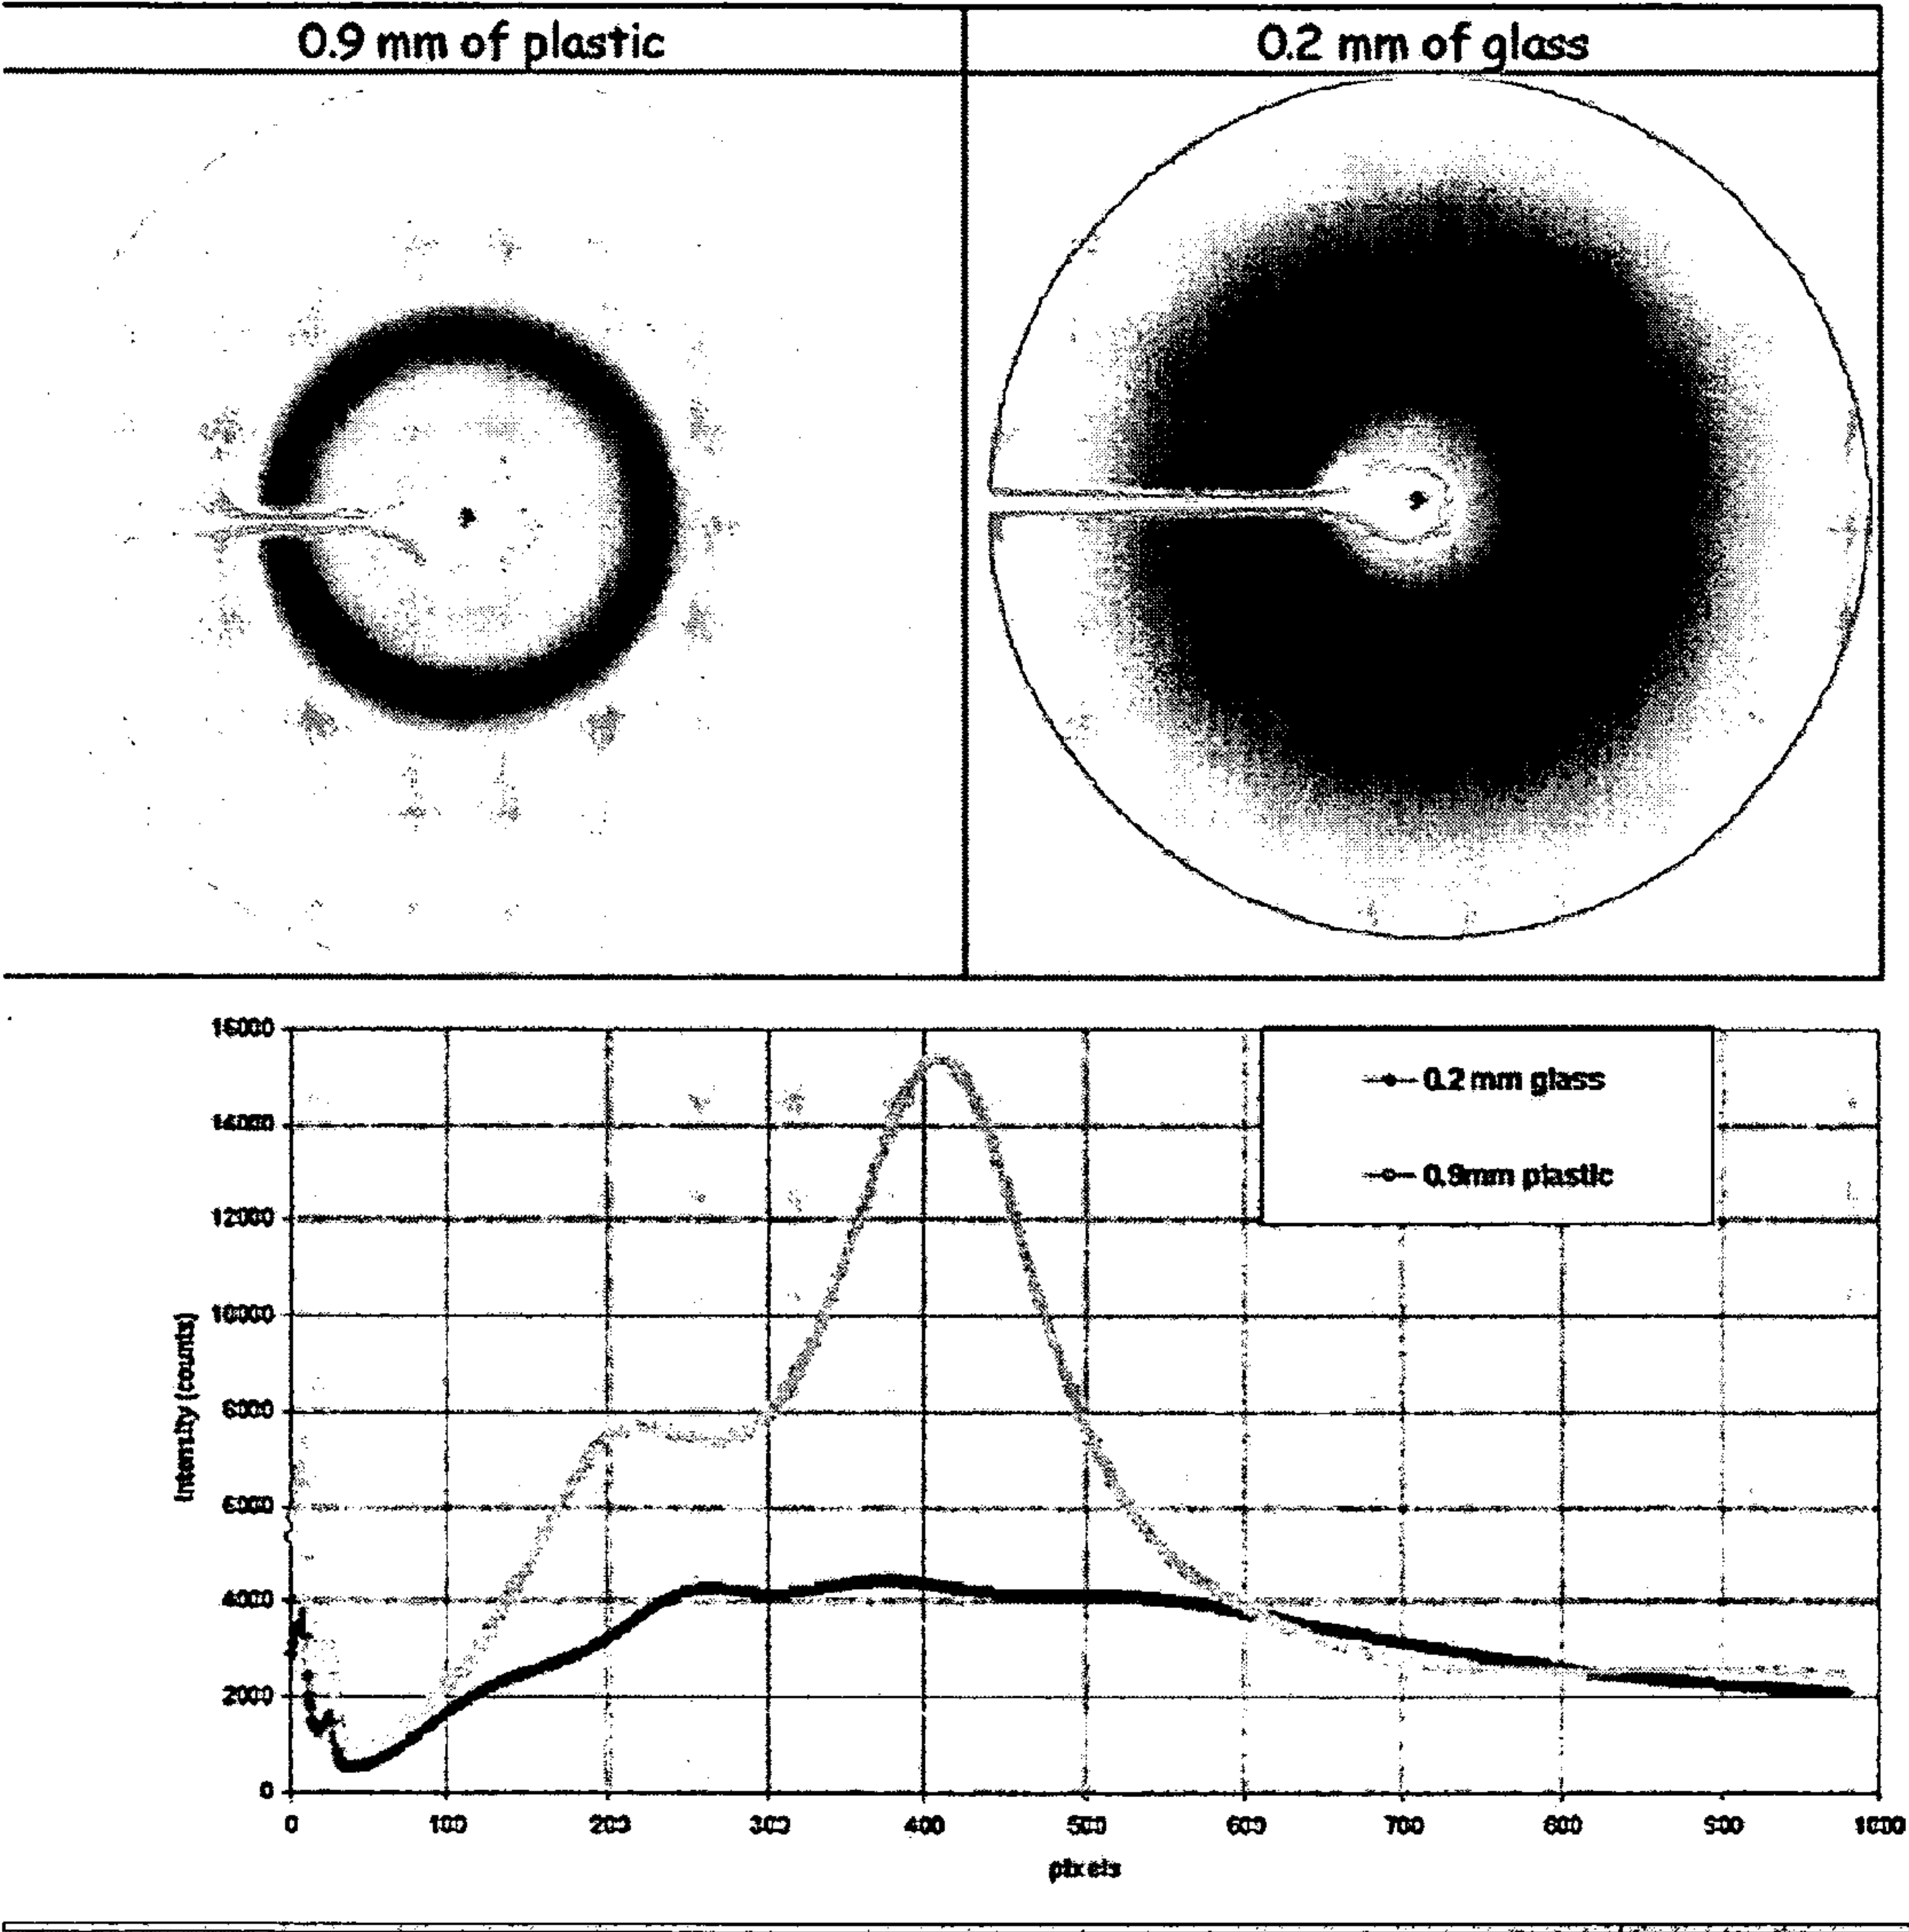 0.9 mm of plastic
0.2 mm of glass
16000
14000
12000
10000
8000
6000
4000
2000
0
Intensity (counts)
0.2 mm glass
0.9mm plastic
0 100 200 300 400 500 600 700 800 900 1000
pixels